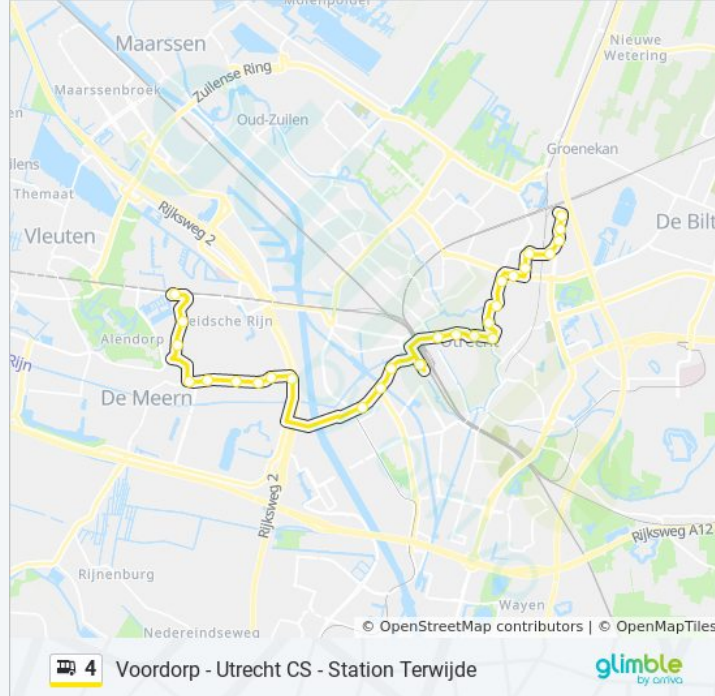 Molenpolder
Maarssen
Nieuwe
Wetering
Zuilense Ring
Maarssenbroek
Oud-Zuilen
Groenekan
ilens
Themaat
Rijksweg 2
De Bilt
Vleuten
eidsche Rijn
Alendorp
Utrecht
Rijn
De Meern
Rijksweg 2
Rijksweg A12
Rijnenburg
Wayen
Nedereindseweg
© OpenStreetMap contributors | © OpenMapTiles
4 Voordorp - Utrecht CS - Station Terwijde
glimble
by arriva